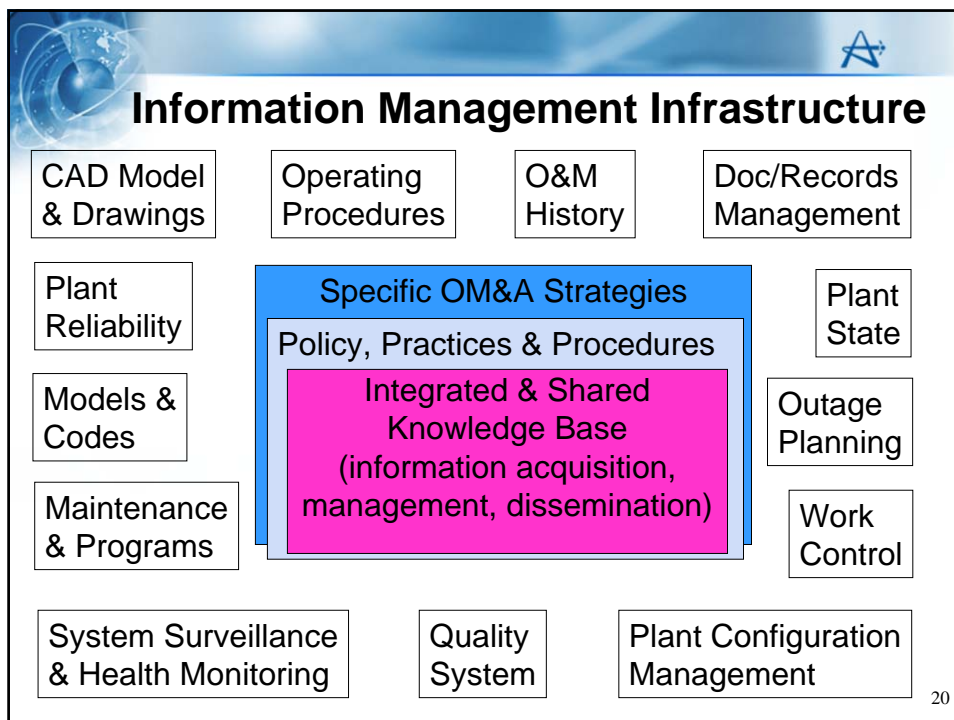 Information Management Infrastructure
CAD Model
& Drawings
Operating
Procedures
O&M
History
Doc/Records
Management
Plant
Reliability
Specific OM&A Strategies
Plant
State
Policy, Practices & Procedures
Models &
Codes
Integrated & Shared
Knowledge Base
(information acquisition,
management, dissemination)
Outage
Planning
Maintenance
& Programs
Work
Control
System Surveillance
& Health Monitoring
Quality
System
Plant Configuration
Management
20